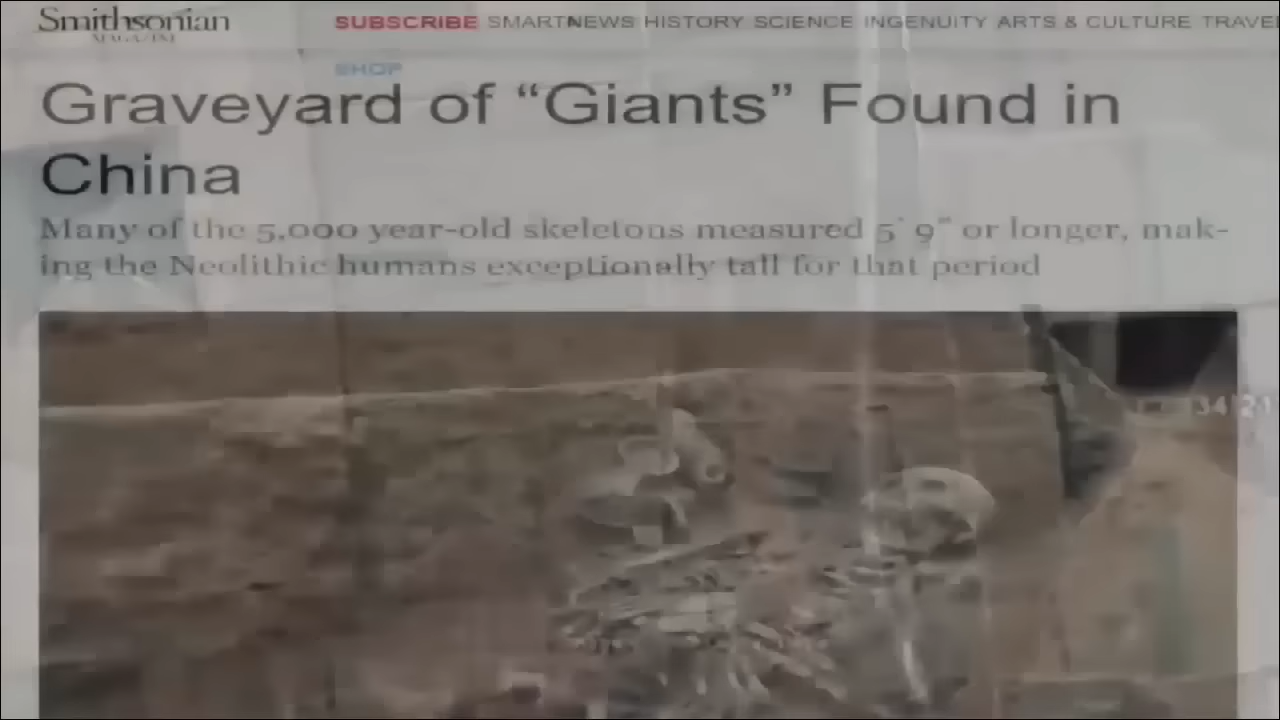 Smithsonian
MAGAZINE
SUBSCRIBE SMARTNEWS HISTORY SCIENCE INGENUITY ARTS & CULTURE
SHOP
Graveyard of “Giants” Found in
China
Many of the 5,000 year-old skeletons measured 5' 9" or longer, mak-
ing the Neolithic humans exceptionally tall for that period